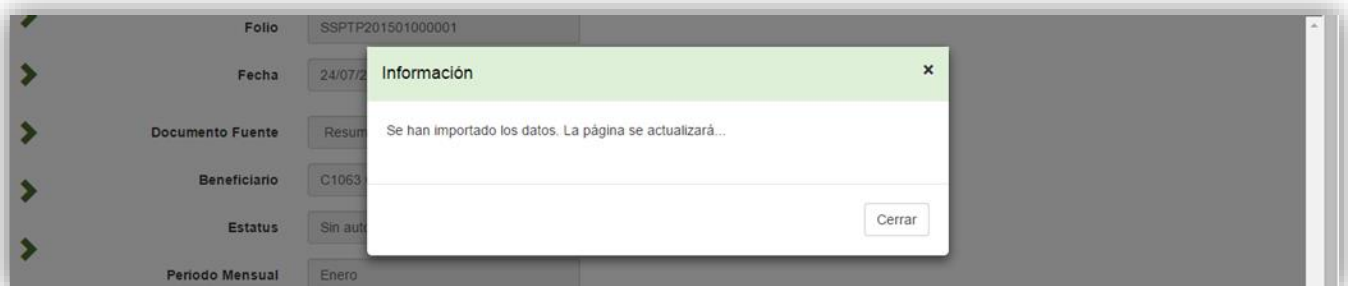 Folio SSPTP201501000001
Información ×
Fecha 24/07/2
Se han importado los datos. La página se actualizará...
Documento Fuente Resum
Beneficiario C1063
Cerrar
Estatus Sin auto
Periodo Mensual Enero